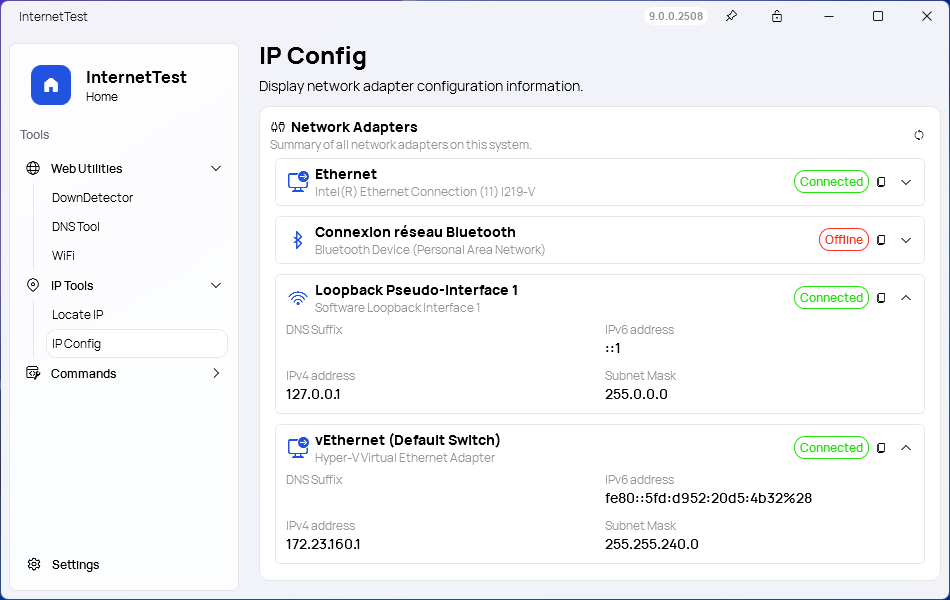 InternetTest
9.0.0.2508
InternetTest
Home
Tools
Web Utilities
DownDetector
DNS Tool
WiFi
IP Tools
Locate IP
IP Config
Commands
Settings
IP Config
Display network adapter configuration information.
Network Adapters
Summary of all network adapters on this system.
Ethernet
Intel(R) Ethernet Connection (11) I219-V
Connected
Connexion réseau Bluetooth
Bluetooth Device (Personal Area Network)
Offline
Loopback Pseudo-Interface 1
Software Loopback Interface 1
Connected
DNS Suffix
IPv6 address
::1
IPv4 address
Subnet Mask
127.0.0.1
255.0.0.0
vEthernet (Default Switch)
Hyper-V Virtual Ethernet Adapter
Connected
DNS Suffix
IPv6 address
fe80::5fd:d952:20d5:4b32%28
IPv4 address
Subnet Mask
172.23.160.1
255.255.240.0